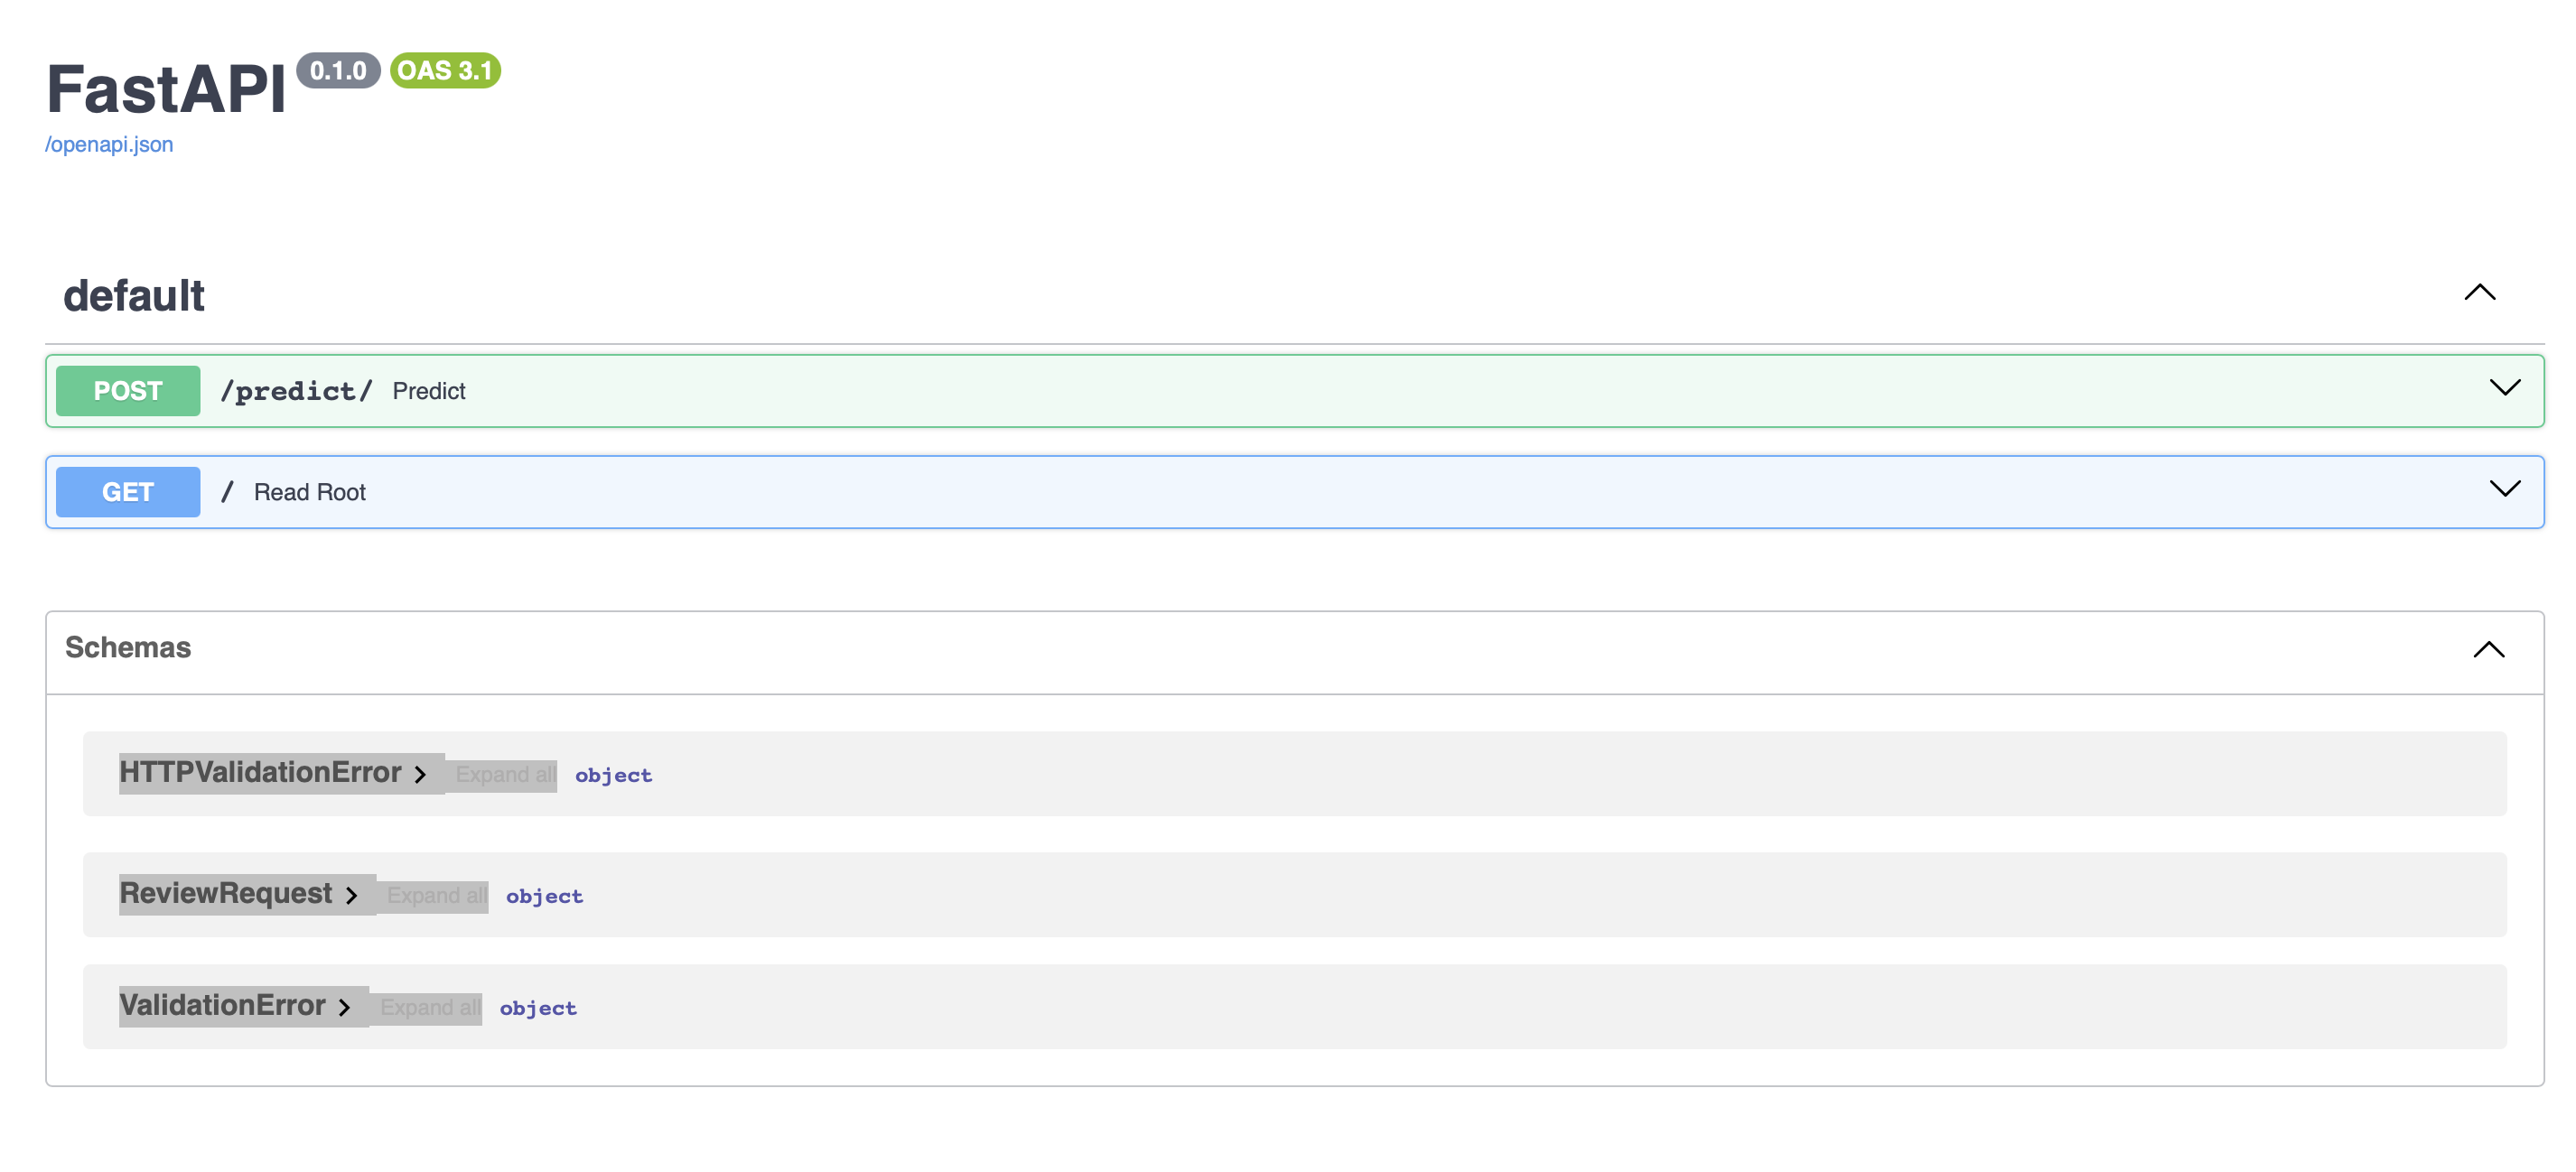 FastAPI 0.1.0 OAS 3.1
/openapi.json
default
POST /predict/ Predict
GET / Read Root
Schemas
HTTPValidationError Expand all object
ReviewRequest Expand all object
ValidationError Expand all object